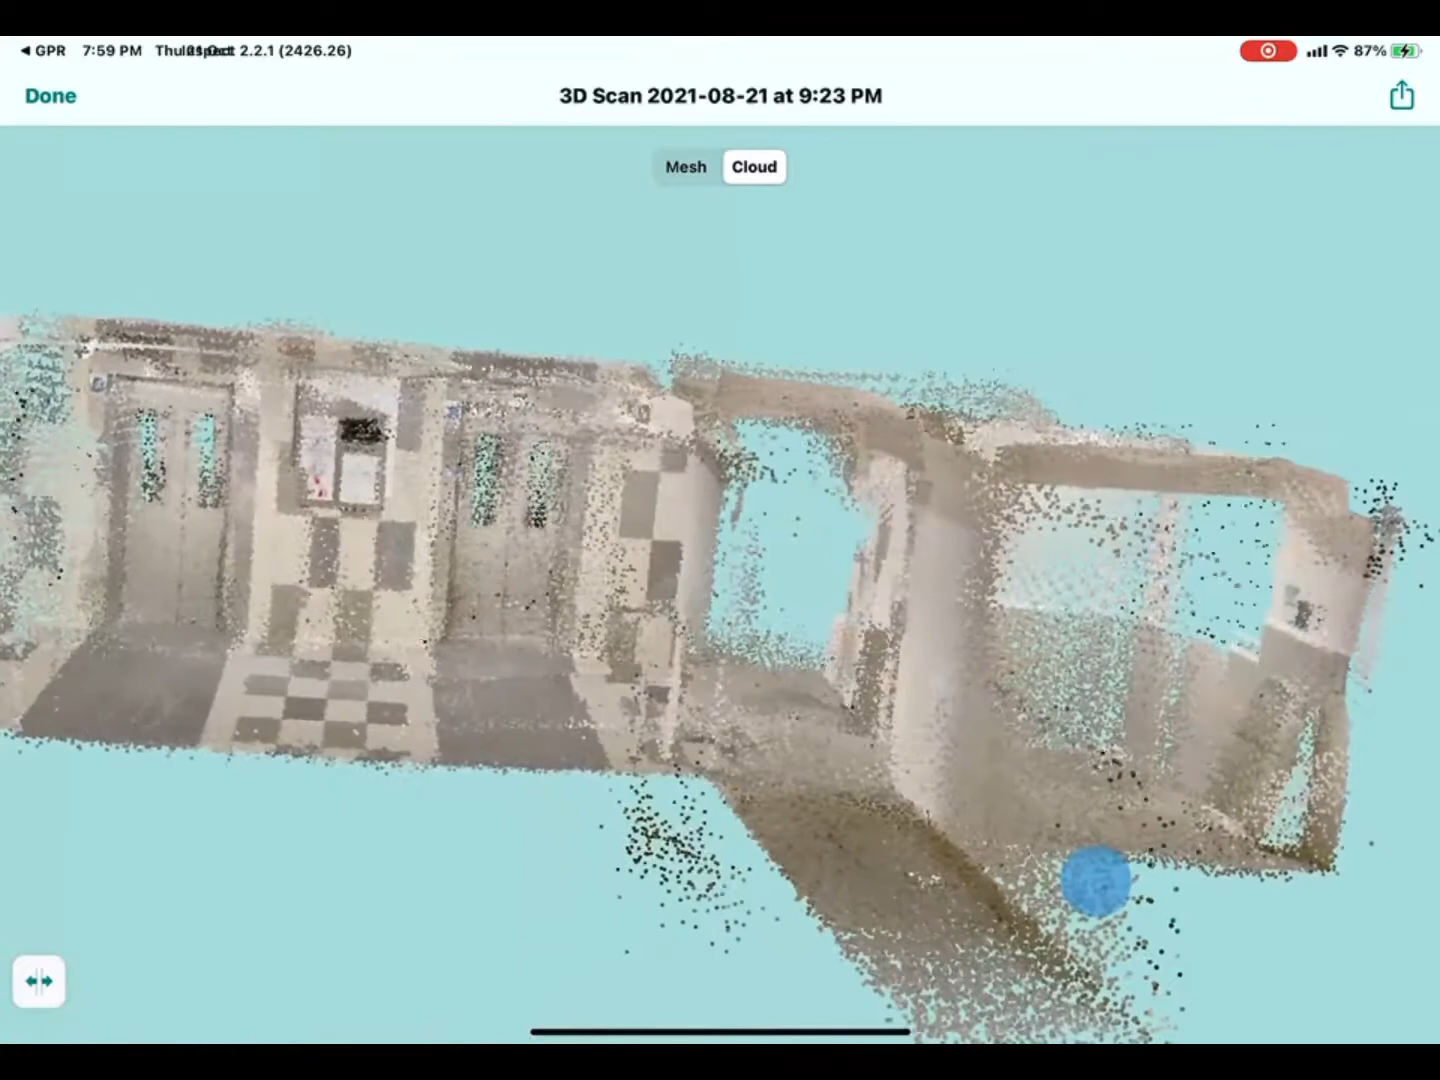 ◀ GPR 7:59 PM 2.2.1 (2426.26) 87%
Done 3D Scan 2021-08-21 at 9:23 PM
Mesh Cloud